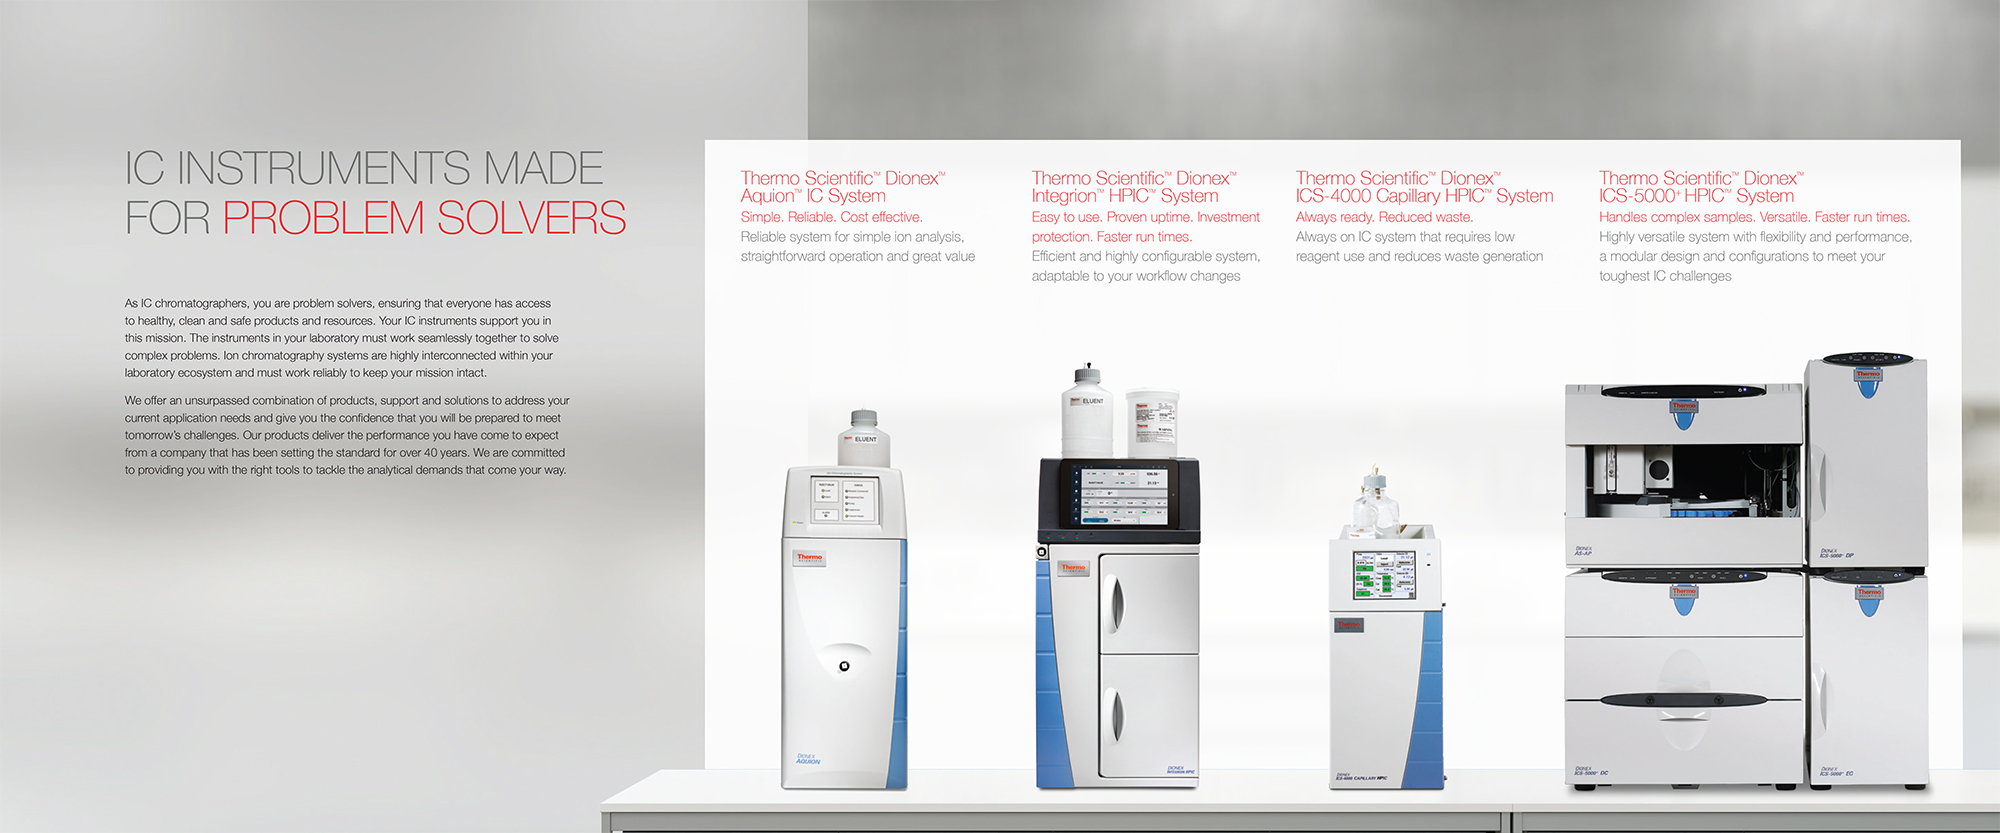 IC INSTRUMENTS MADE
FOR PROBLEM SOLVERS
As IC chromatographers, you are problem solvers, ensuring that everyone has access
to healthy, clean and safe products and resources. Your IC instruments support you in
this mission. The instruments in your laboratory must work seamlessly together to solve
complex problems. Ion chromatography systems are highly interconnected within your
laboratory ecosystem and must work reliably to keep your mission intact.
We offer an unsurpassed combination of products, support and solutions to address your
current application needs and give you the confidence that you will be prepared to meet
tomorrow's challenges. Our products deliver the performance you have come to expect
from a company that has been setting the standard for over 40 years. We are committed
to providing you with the right tools to tackle the analytical demands that come your way.
Thermo Scientific™ Dionex™
Aquion™ IC System
Simple. Reliable. Cost effective.
Reliable system for simple ion analysis,
straightforward operation and great value
Thermo Scientific™ Dionex™
Integrion™ HPIC™ System
Easy to use. Proven uptime. Investment
protection. Faster run times.
Efficient and highly configurable system,
adaptable to your workflow changes
Thermo Scientific™ Dionex™
ICS-4000 Capillary HPIC™ System
Always ready. Reduced waste.
Always on IC system that requires low
reagent use and reduces waste generation
Thermo Scientific™ Dionex™
ICS-5000⁺ HPIC™ System
Handles complex samples. Versatile. Faster run times.
Highly versatile system with flexibility and performance,
a modular design and configurations to meet your
toughest IC challenges
ELUENT
Thermo
SCIENTIFIC
DIONEX
AQUION
ELUENT
Thermo
SCIENTIFIC
DIONEX
INTEGRION HPIC
Thermo
SCIENTIFIC
DIONEX
ICS-4000 CAPILLARY HPIC
Thermo
SCIENTIFIC
DIONEX
AS-AP
Thermo
SCIENTIFIC
DIONEX
ICS-5000⁺ DP
Thermo
SCIENTIFIC
DIONEX
ICS-5000⁺ DC
Thermo
SCIENTIFIC
DIONEX
ICS-5000⁺ EG